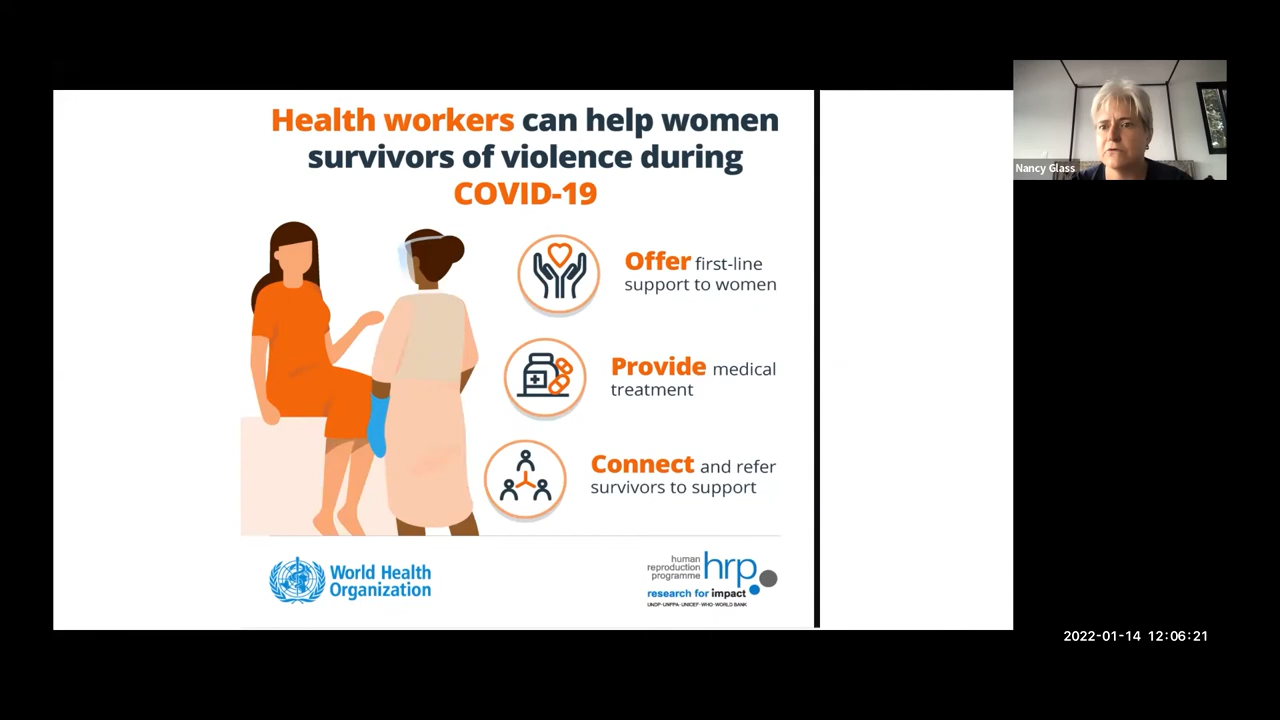 Health workers can help women
survivors of violence during
COVID-19
Offer first-line
support to women
Provide medical
treatment
Connect and refer
survivors to support
World Health
Organization
human
reproduction
programme
hrp
research for impact
UNDP·UNFPA·UNICEF·WHO·WORLD BANK
Nancy Glass
2022-01-14 12:06:21